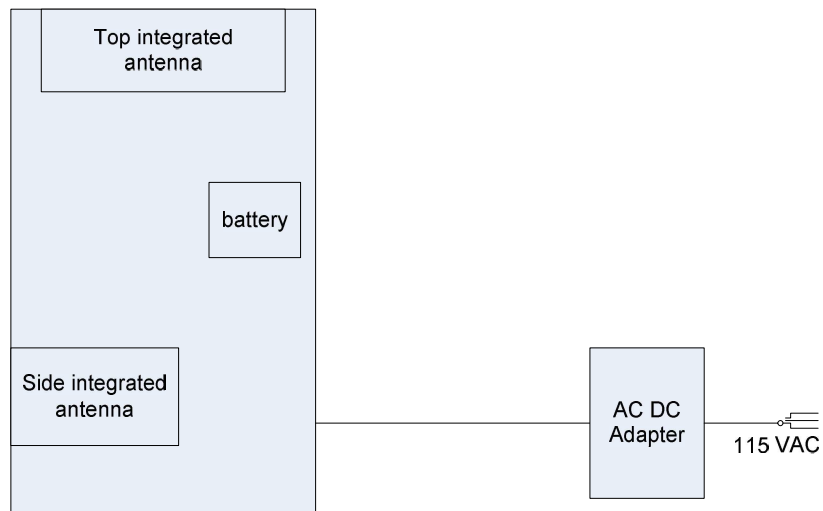 Top integrated
antenna
battery
Side integrated
antenna
AC DC
Adapter
115 VAC